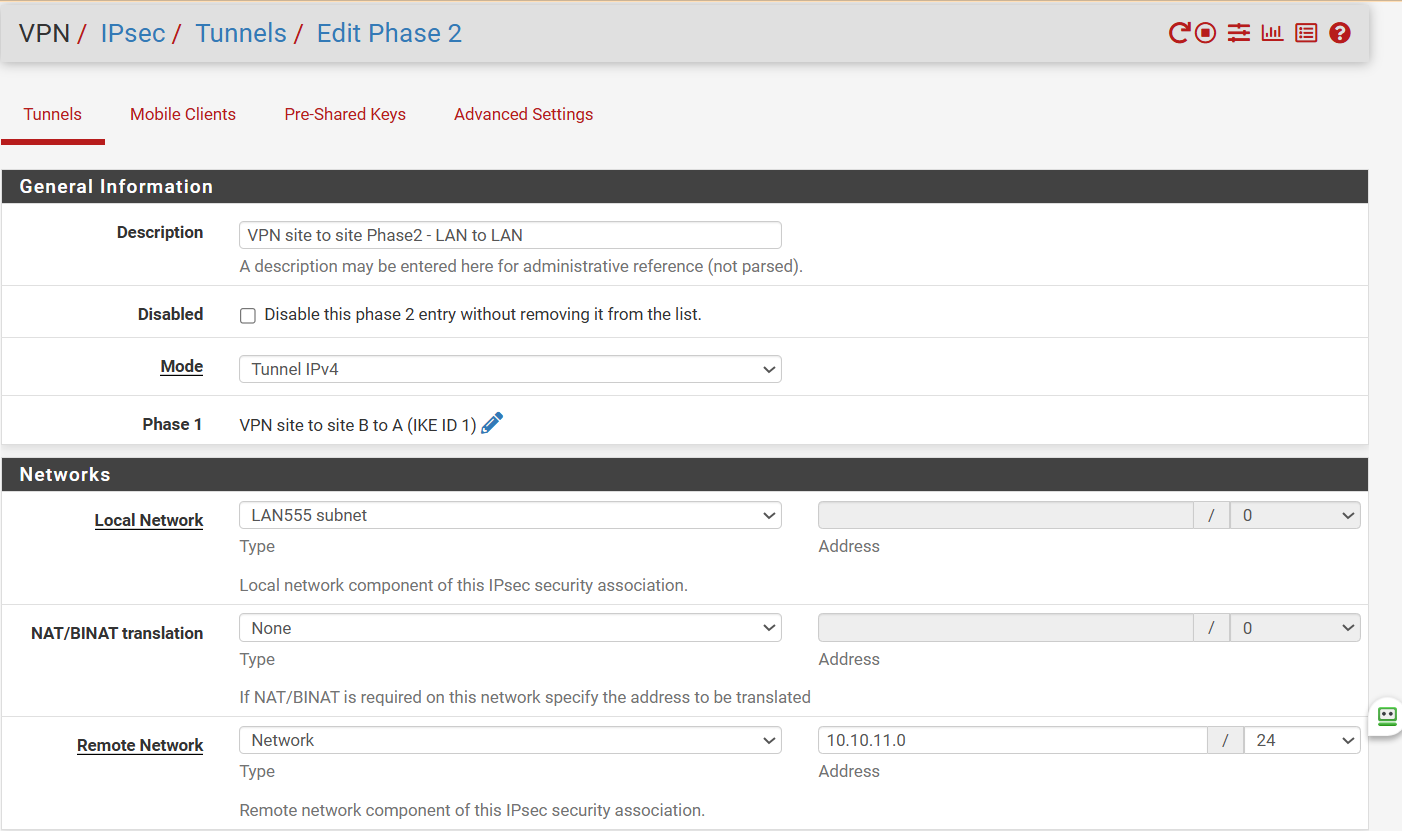 VPN / IPsec / Tunnels / Edit Phase 2
Tunnels Mobile Clients Pre-Shared Keys Advanced Settings
General Information
Description VPN site to site Phase2 - LAN to LAN
A description may be entered here for administrative reference (not parsed).
Disabled Disable this phase 2 entry without removing it from the list.
Mode Tunnel IPv4
Phase 1 VPN site to site B to A (IKE ID 1)
Networks
Local Network LAN555 subnet / 0
Type Address
Local network component of this IPsec security association.
NAT/BINAT translation None / 0
Type Address
If NAT/BINAT is required on this network specify the address to be translated
Remote Network Network 10.10.11.0 / 24
Type Address
Remote network component of this IPsec security association.